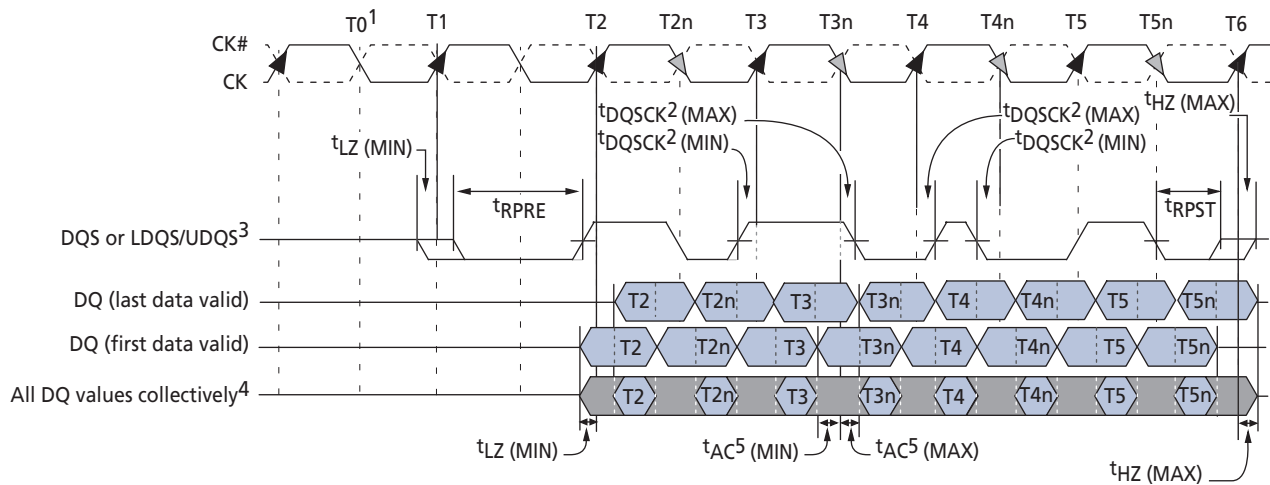 T0¹ T1 T2 T2n T3 T3n T4 T4n T5 T5n T6
CK#
CK
tHZ (MAX)
tDQSCK² (MAX) tDQSCK² (MAX)
tDQSCK² (MIN) tDQSCK² (MIN)
tLZ (MIN)
tRPRE tRPST
DQS or LDQS/UDQS³
DQ (last data valid) T2 T2n T3 T3n T4 T4n T5 T5n
DQ (first data valid) T2 T2n T3 T3n T4 T4n T5 T5n
All DQ values collectively⁴ T2 T2n T3 T3n T4 T4n T5 T5n
tLZ (MIN) tAC⁵ (MIN) tAC⁵ (MAX)
tHZ (MAX)